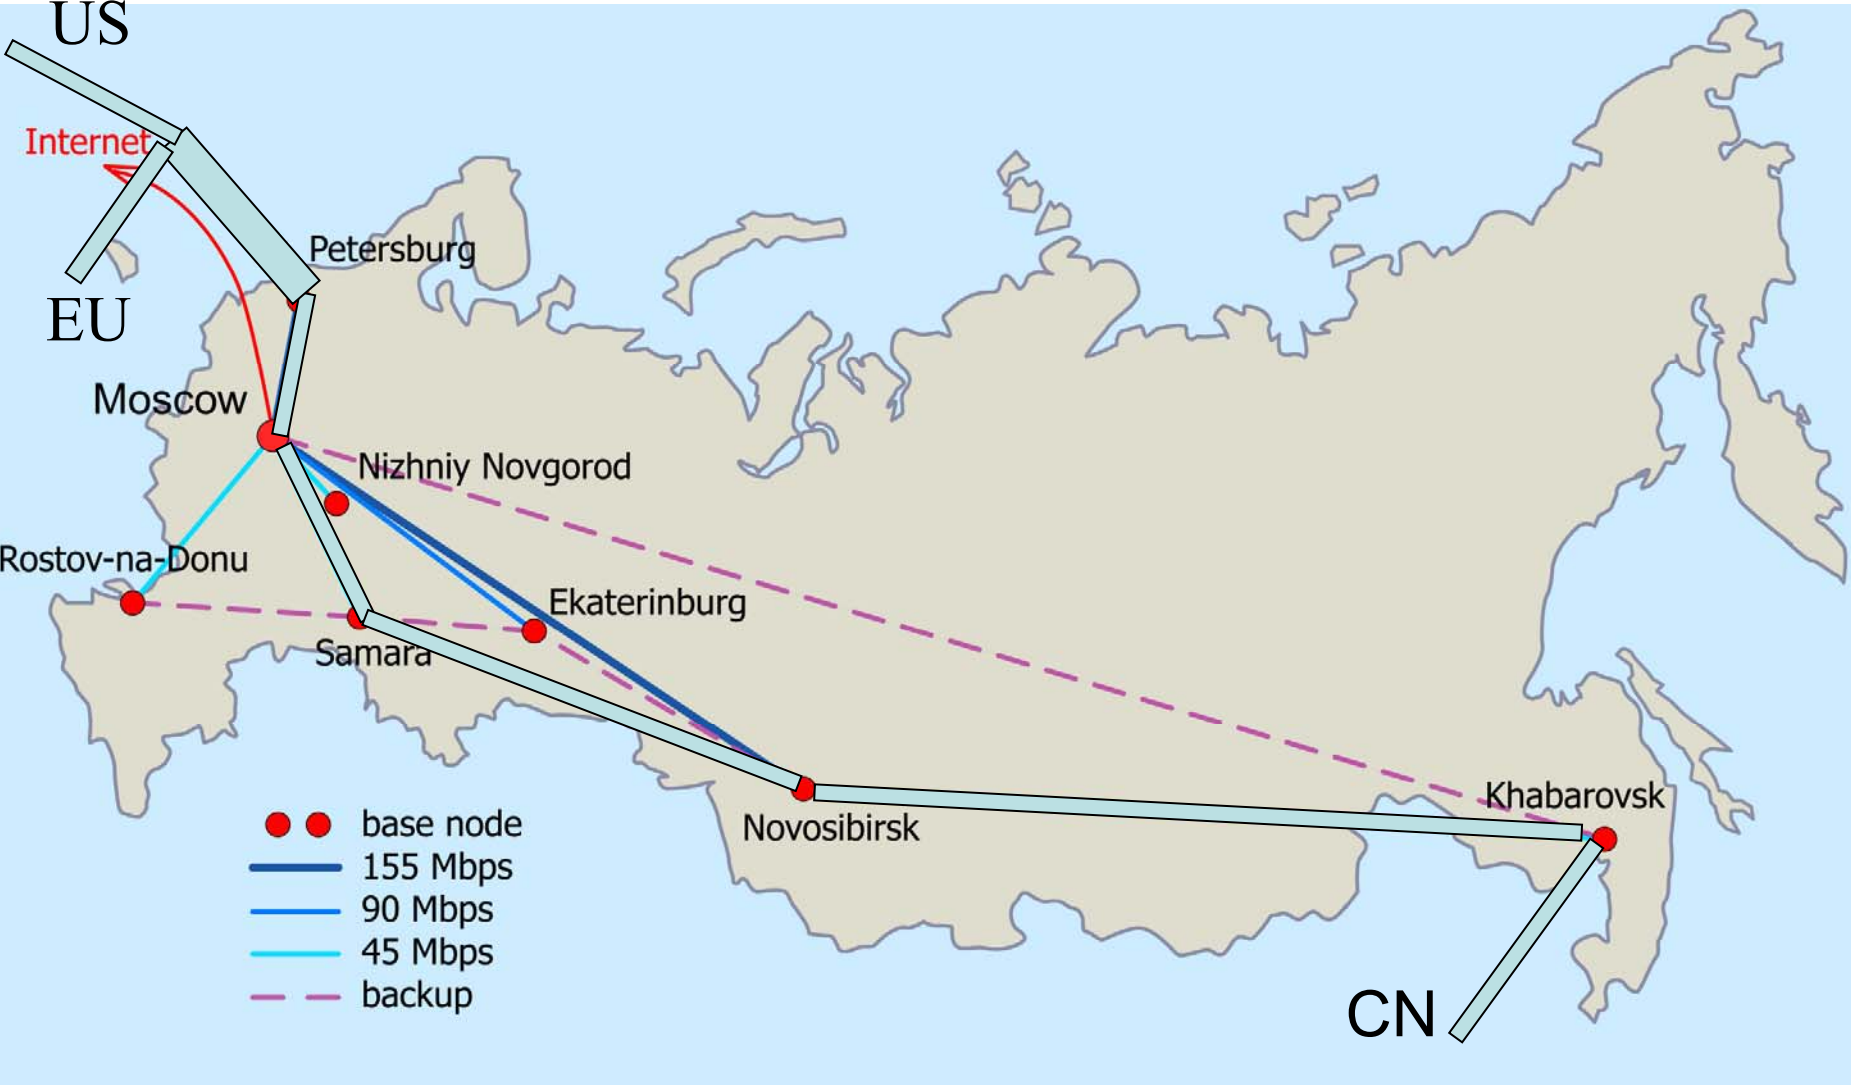 US
Internet
Petersburg
EU
Moscow
Nizhniy Novgorod
Rostov-na-Donu
Ekaterinburg
Samara
Khabarovsk
Novosibirsk
base node
155 Mbps
90 Mbps
45 Mbps
backup
CN